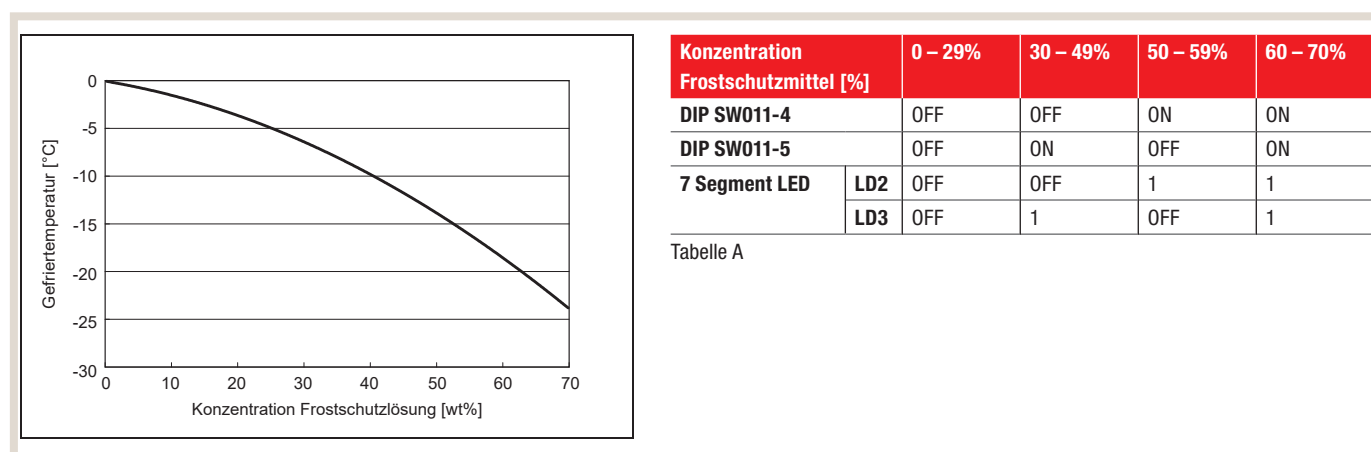 0
-5
-10
-15
-20
-25
-30
Gefriertemperatur [°C]
0 10 20 30 40 50 60 70
Konzentration Frostschutzlösung [wt%]
Konzentration Frostschutzmittel [%] 0 – 29% 30 – 49% 50 – 59% 60 – 70%
DIP SW011-4 OFF OFF ON ON
DIP SW011-5 OFF ON OFF ON
7 Segment LED LD2 OFF OFF 1 1
LD3 OFF 1 OFF 1
Tabelle A